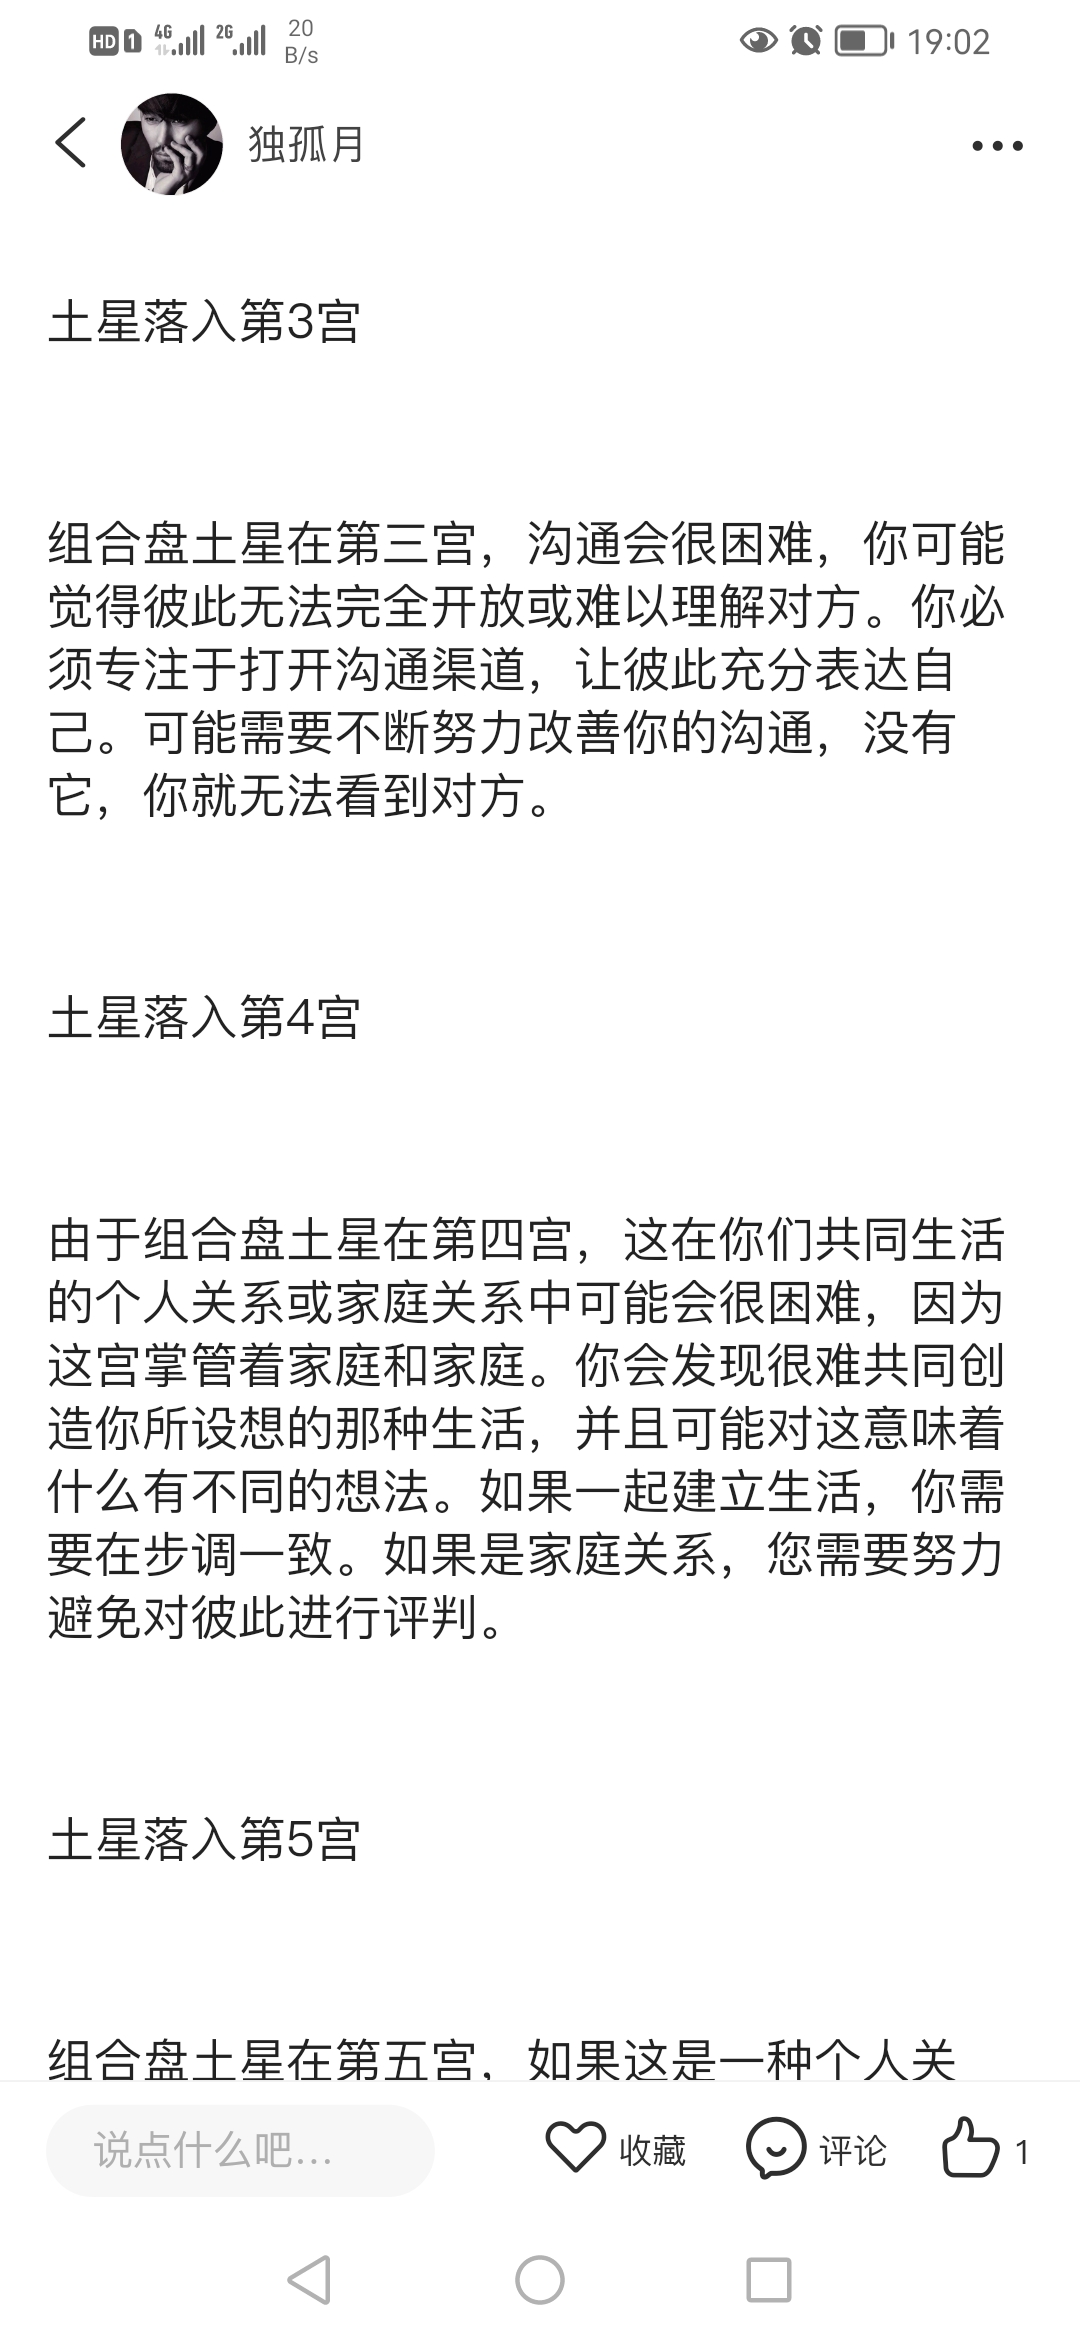 HD 1 4G 2G 20 B/s 19:02
独孤月
土星落入第3宫
组合盘土星在第三宫，沟通会很困难，你可能
觉得彼此无法完全开放或难以理解对方。你必
须专注于打开沟通渠道，让彼此充分表达自
己。可能需要不断努力改善你的沟通，没有
它，你就无法看到对方。
土星落入第4宫
由于组合盘土星在第四宫，这在你们共同生活
的个人关系或家庭关系中可能会很困难，因为
这宫掌管着家庭和家庭。你会发现很难共同创
造你所设想的那种生活，并且可能对这意味着
什么有不同的想法。如果一起建立生活，你需
要在步调一致。如果是家庭关系，您需要努力
避免对彼此进行评判。
土星落入第5宫
组合盘土星在第五宫，如果这是一种个人关
说点什么吧... 收藏 评论 1